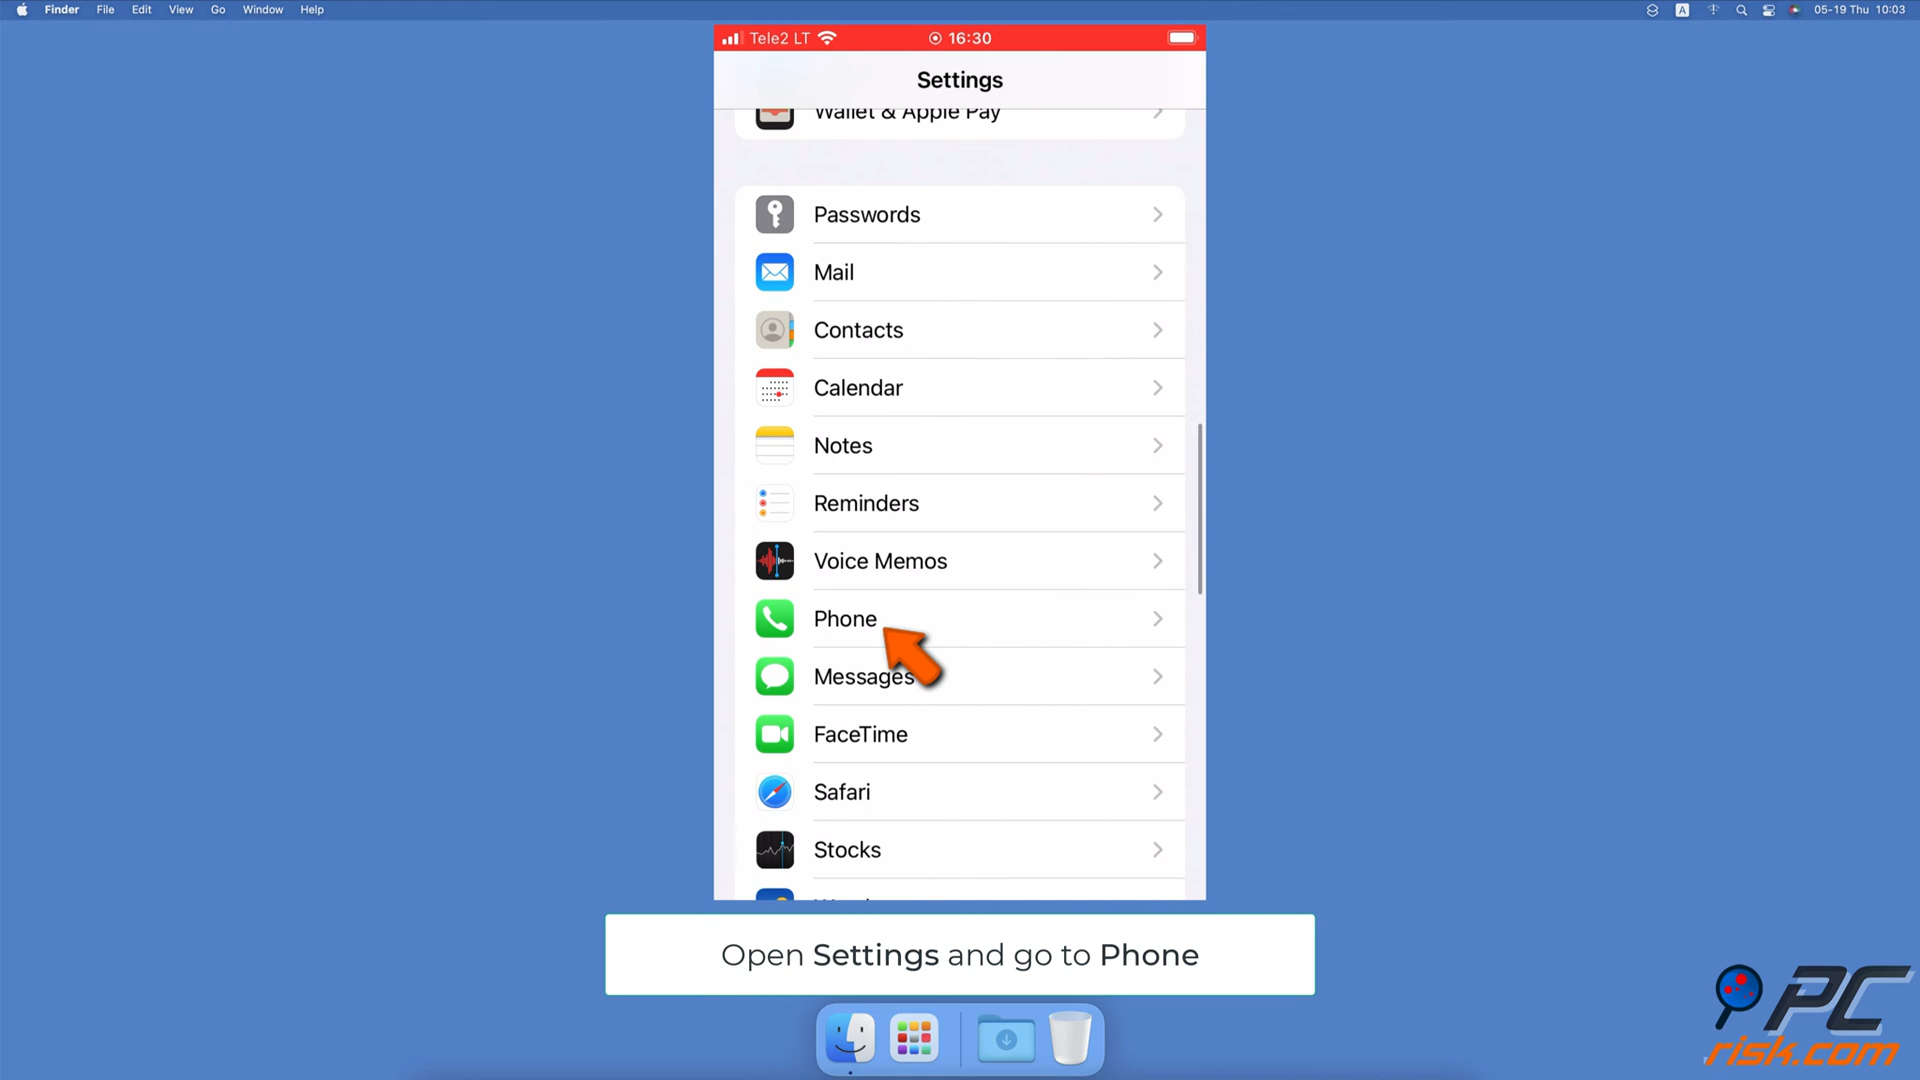 Finder File Edit View Go Window Help
A 05-19 Thu 10:03
Tele2 LT 16:30
Settings
Wallet & Apple Pay
Passwords
Mail
Contacts
Calendar
Notes
Reminders
Voice Memos
Phone
Messages
FaceTime
Safari
Stocks
Open Settings and go to Phone
PC
risk.com